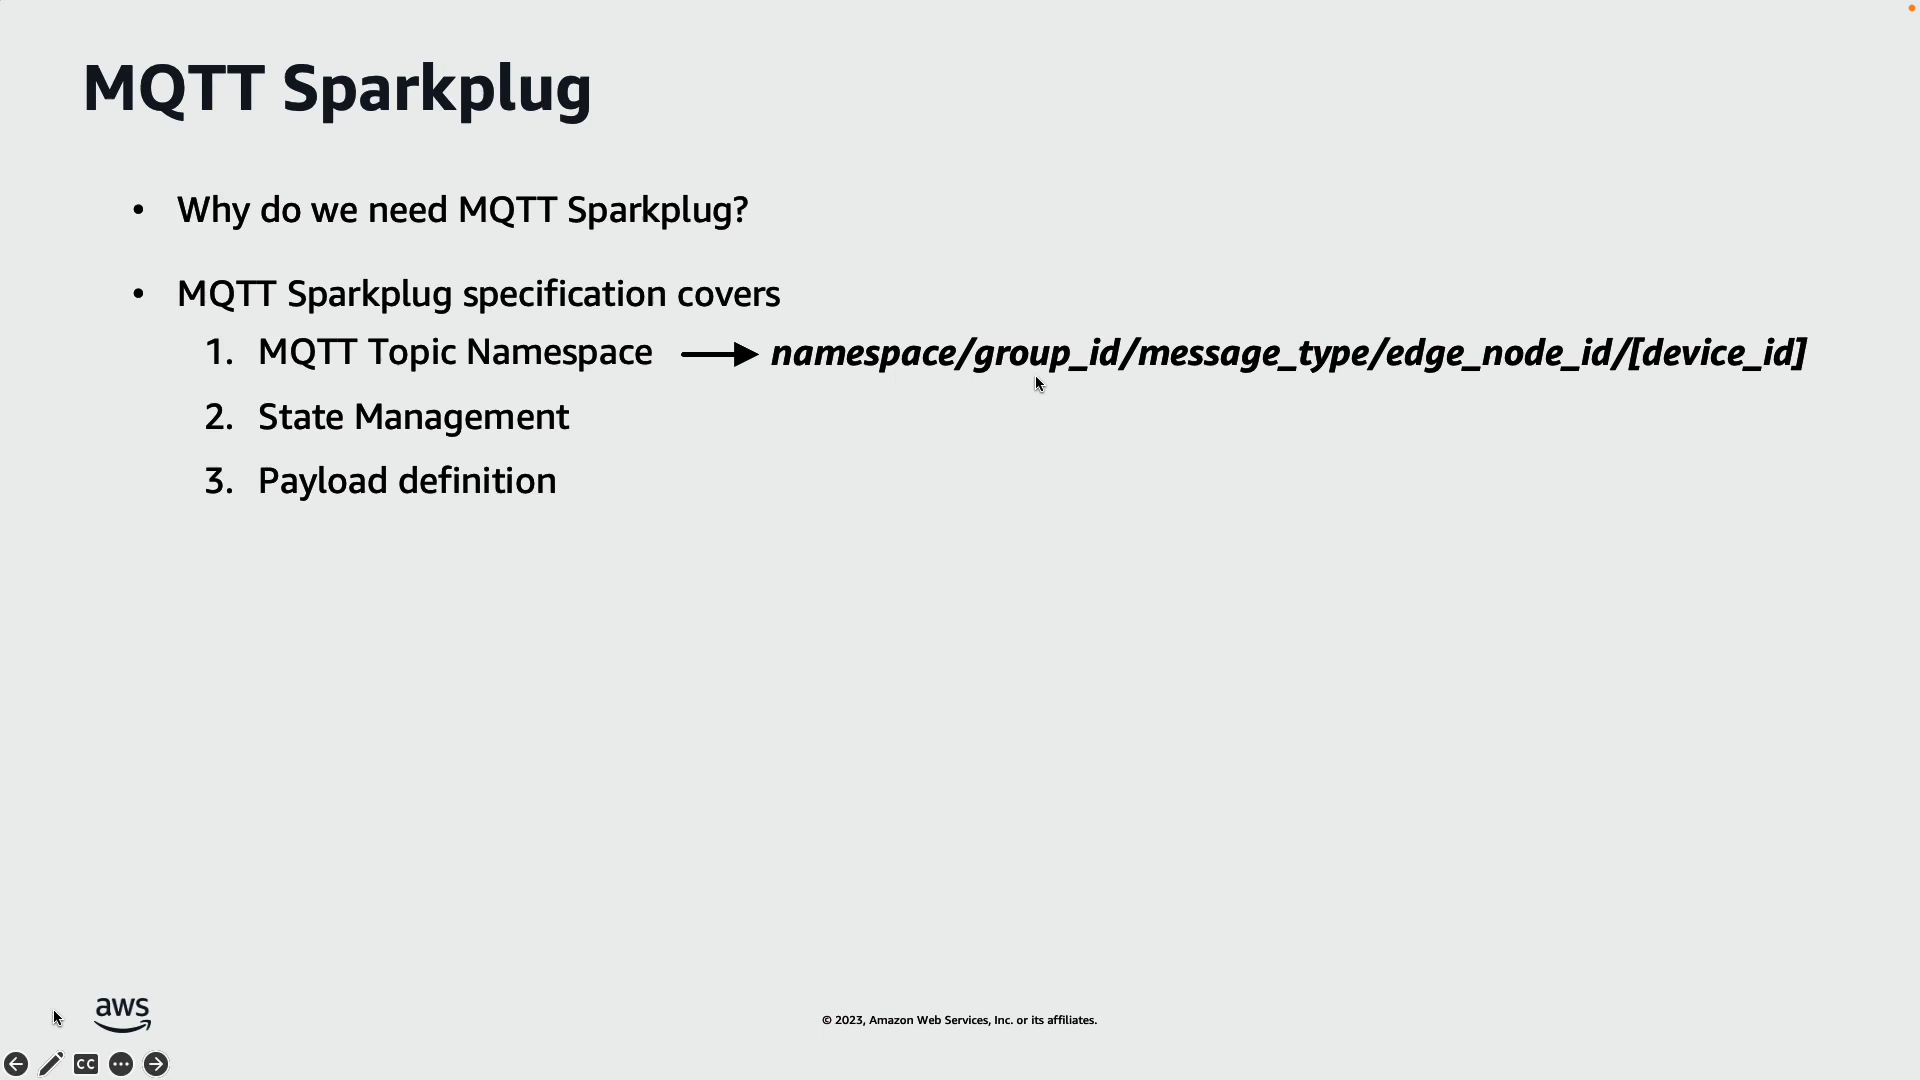 MQTT Sparkplug
• Why do we need MQTT Sparkplug?
• MQTT Sparkplug specification covers
1. MQTT Topic Namespace namespace/group_id/message_type/edge_node_id/[device_id]
2. State Management
3. Payload definition
aws
© 2023, Amazon Web Services, Inc. or its affiliates.
CC